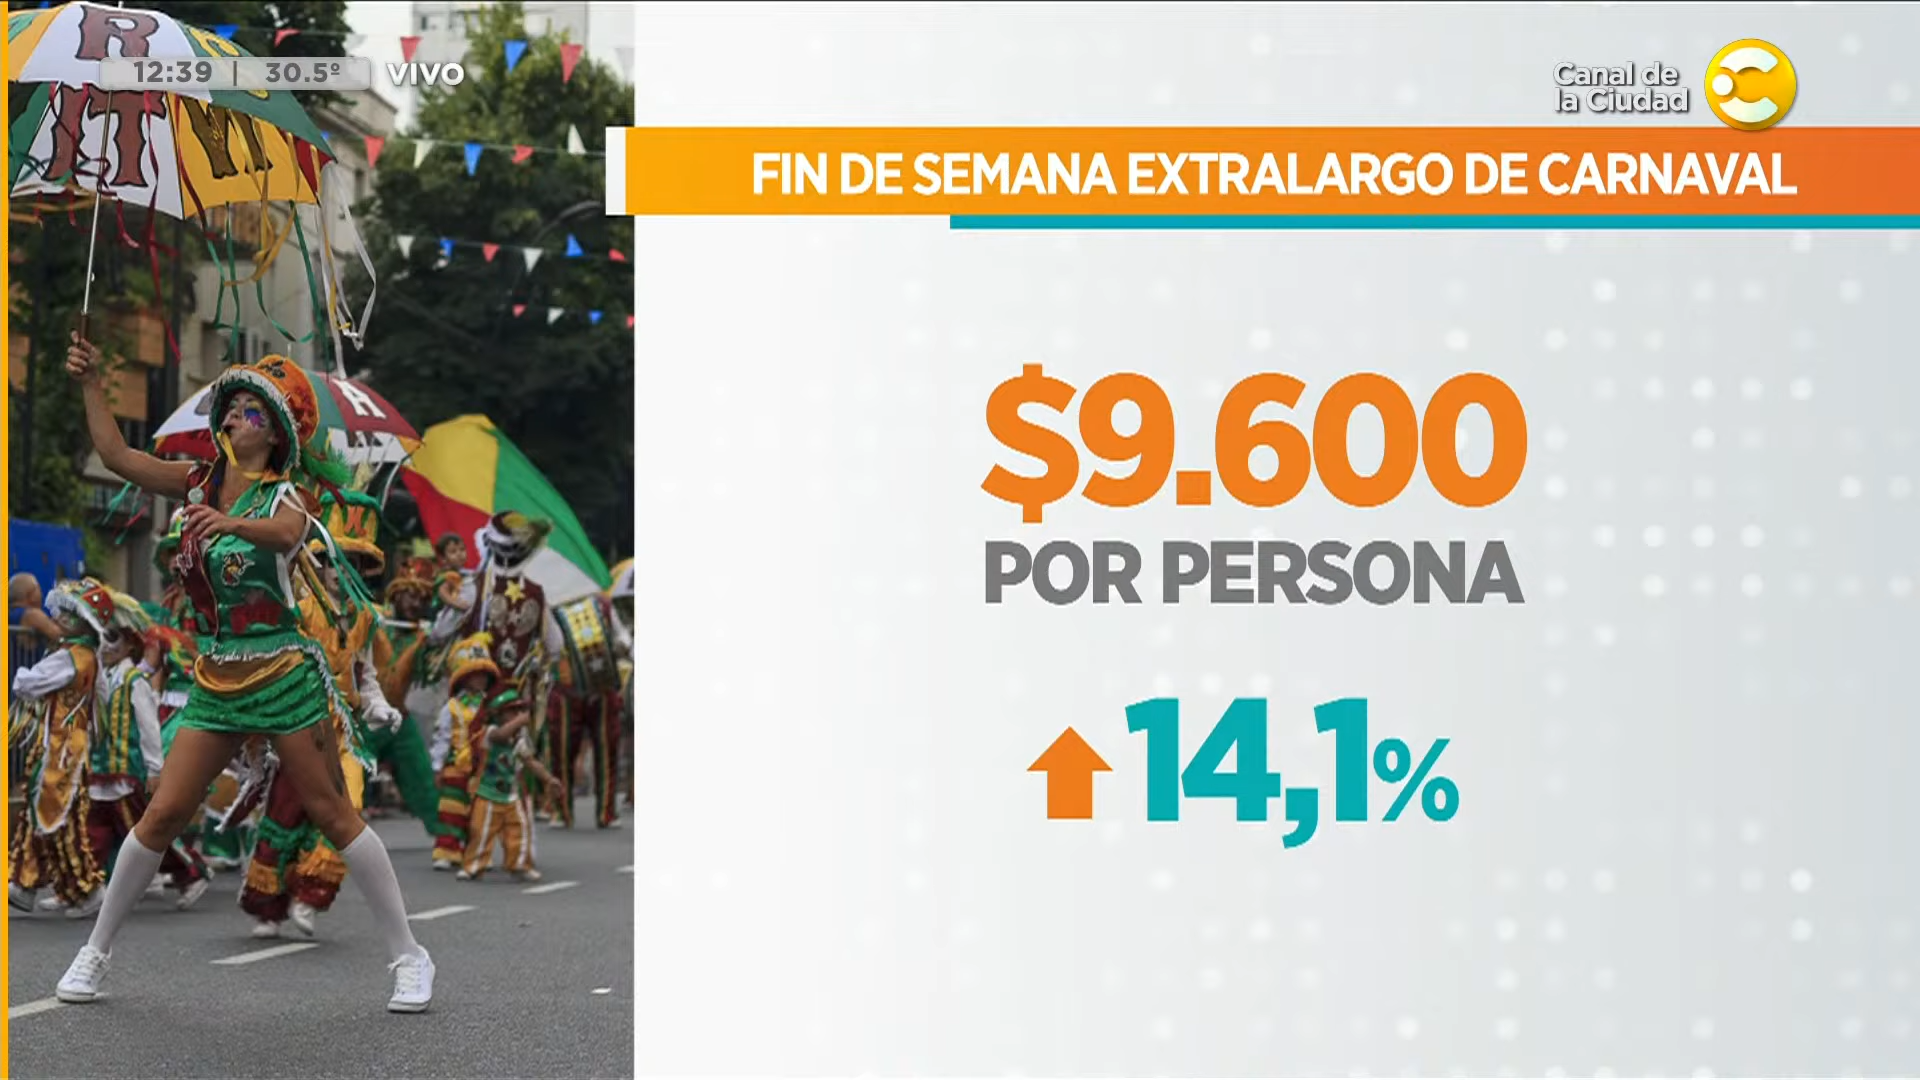 12:39 | 30.5º VIVO
Canal de
la Ciudad
FIN DE SEMANA EXTRALARGO DE CARNAVAL
$9.600
POR PERSONA
14,1%